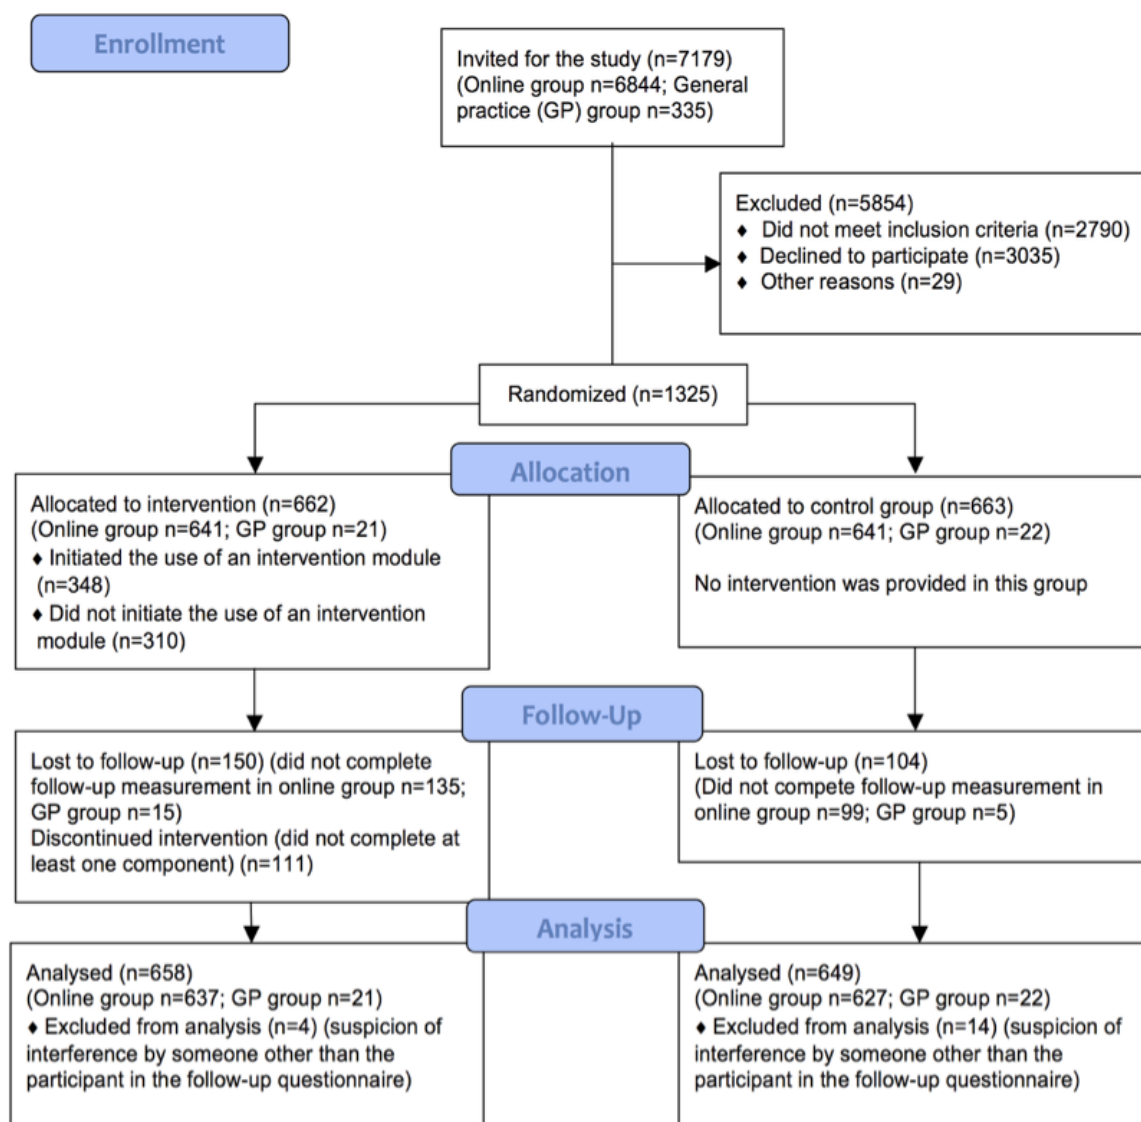 Enrollment
Invited for the study (n=7179)
(Online group n=6844; General
practice (GP) group n=335)
Excluded (n=5854)
♦ Did not meet inclusion criteria (n=2790)
♦ Declined to participate (n=3035)
♦ Other reasons (n=29)
Randomized (n=1325)
Allocation
Allocated to intervention (n=662)
(Online group n=641; GP group n=21)
♦ Initiated the use of an intervention module
(n=348)
♦ Did not initiate the use of an intervention
module (n=310)
Allocated to control group (n=663)
(Online group n=641; GP group n=22)
No intervention was provided in this group
Follow-Up
Lost to follow-up (n=150) (did not complete
follow-up measurement in online group n=135;
GP group n=15)
Discontinued intervention (did not complete at
least one component) (n=111)
Lost to follow-up (n=104)
(Did not compete follow-up measurement in
online group n=99; GP group n=5)
Analysis
Analysed (n=658)
(Online group n=637; GP group n=21)
♦ Excluded from analysis (n=4) (suspicion of
interference by someone other than the
participant in the follow-up questionnaire)
Analysed (n=649)
(Online group n=627; GP group n=22)
♦ Excluded from analysis (n=14) (suspicion of
interference by someone other than the
participant in the follow-up questionnaire)